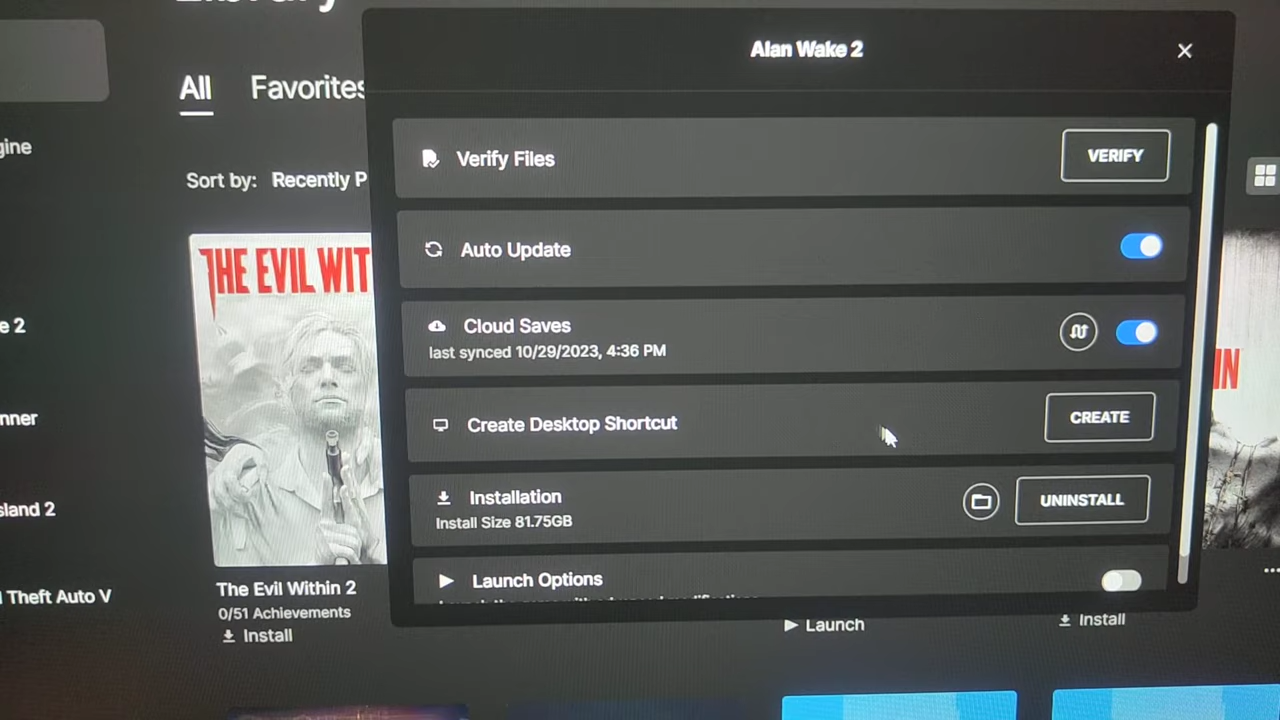 Library
All Favorites
gine
Sort by: Recently P
THE EVIL WIT
e 2
nner
sland 2
Theft Auto V
The Evil Within 2
0/51 Achievements
Install
Alan Wake 2
Verify Files
VERIFY
Auto Update
Cloud Saves
last synced 10/29/2023, 4:36 PM
Create Desktop Shortcut
CREATE
Installation
Install Size 81.75GB
UNINSTALL
Launch Options
Launch
IN
Install